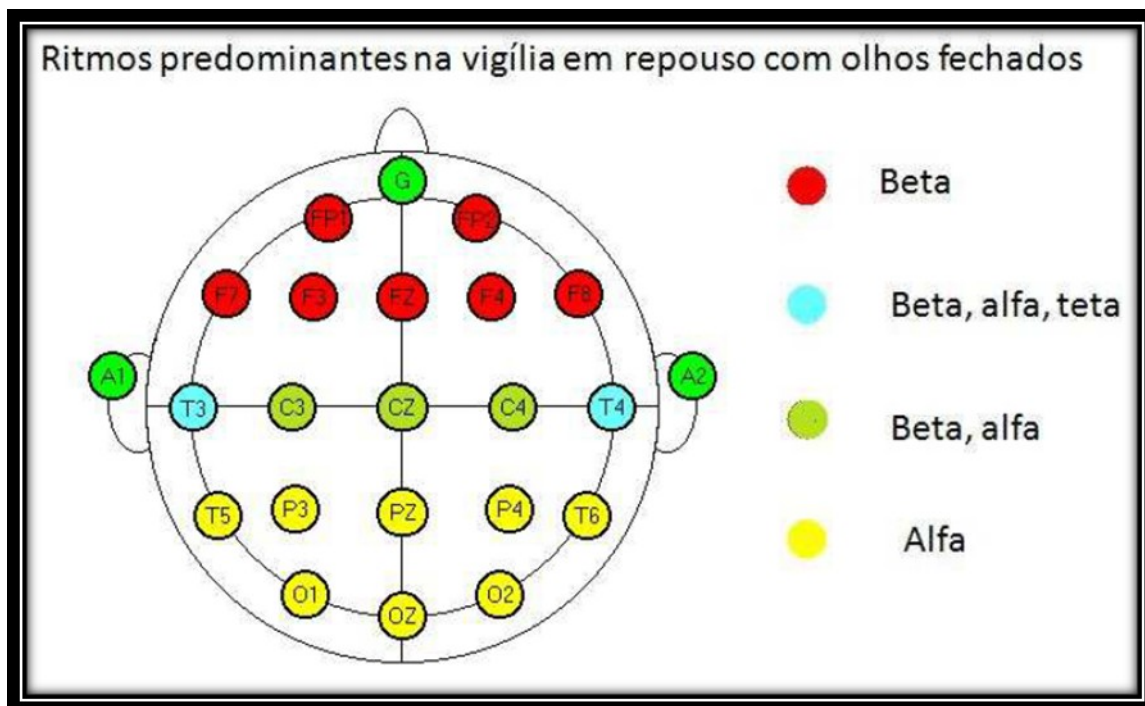 Ritmos predominantes na vigília em repouso com olhos fechados
G
FP1 FP2
F7 F3 FZ F4 F8
A1 A2
T3 C3 CZ C4 T4
T5 P3 PZ P4 T6
O1 OZ O2
Beta
Beta, alfa, teta
Beta, alfa
Alfa